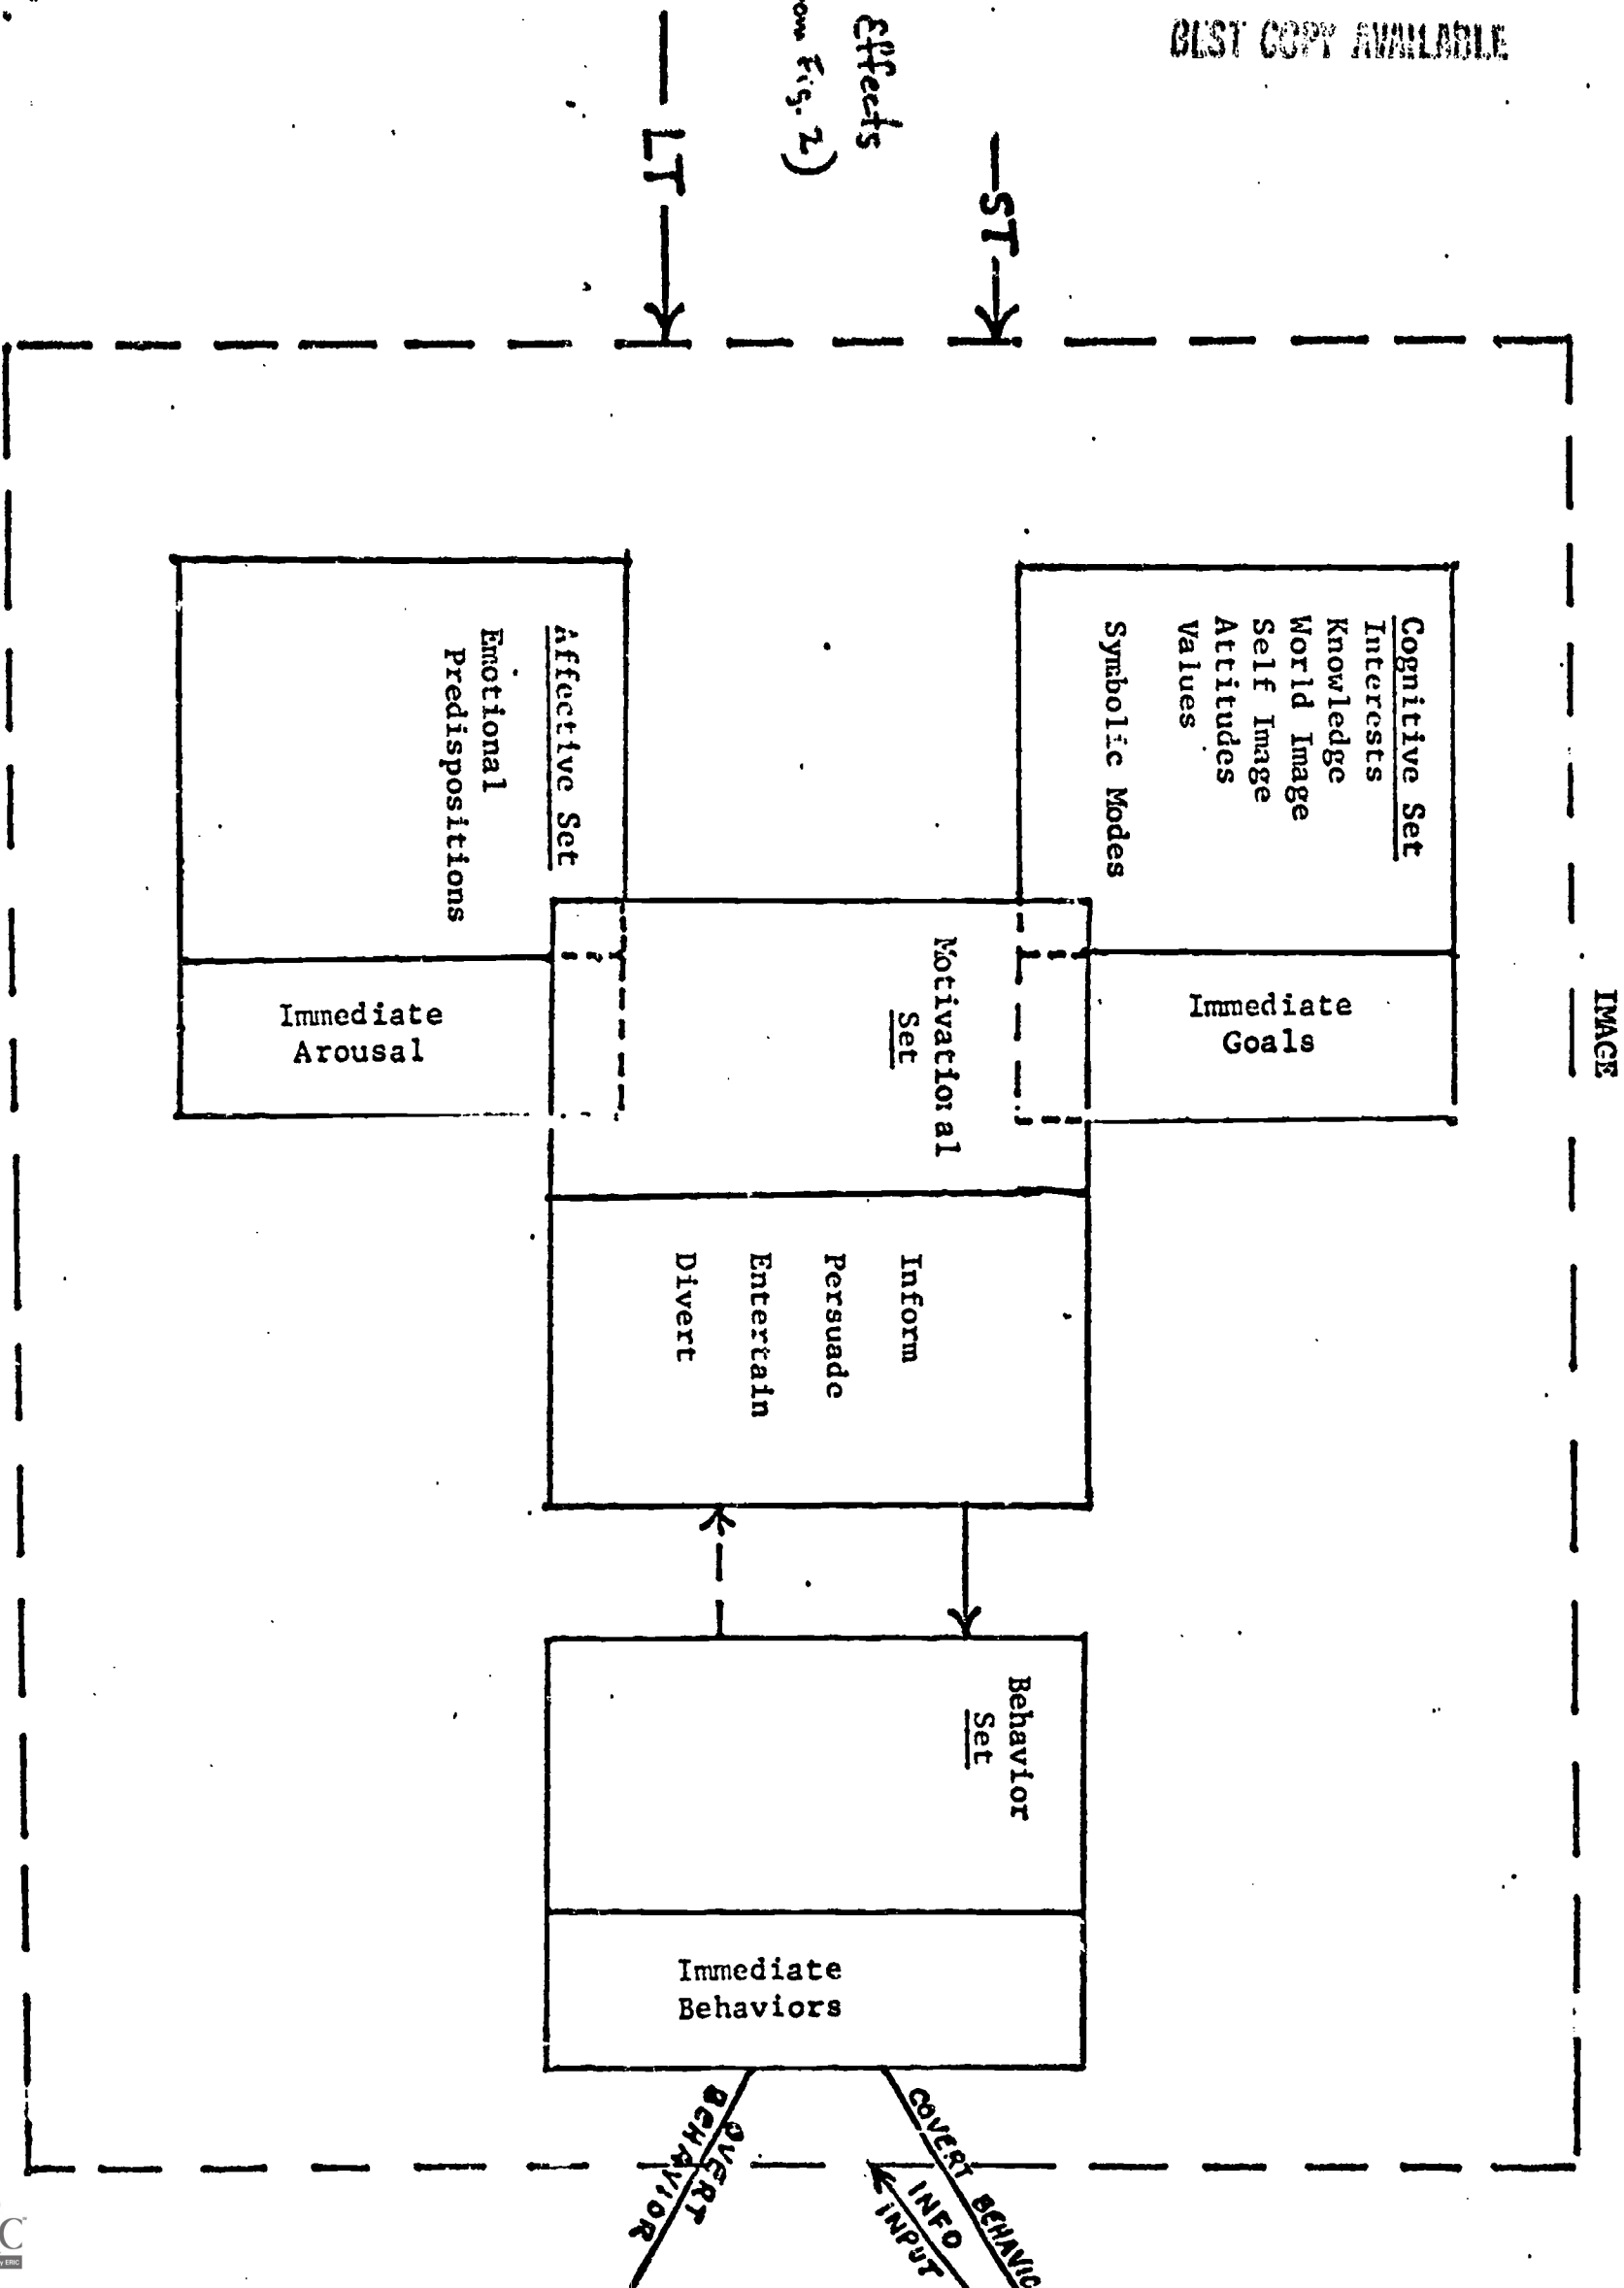 BEST COPY AVAILABLE
IMAGE
Effects
Fig. 2)
ST
LT
Cognitive Set
Interests
Knowledge
World Image
Self Image
Attitudes
Values
Symbolic Modes
Immediate
Goals
Affective Set
Emotional
Predispositions
Immediate
Arousal
Motivational
Set
Inform
Persuade
Entertain
Divert
Behavior
Set
Immediate
Behaviors
COVERT
INFO
INPUT
OVERT
BEHAVIOR
ERIC